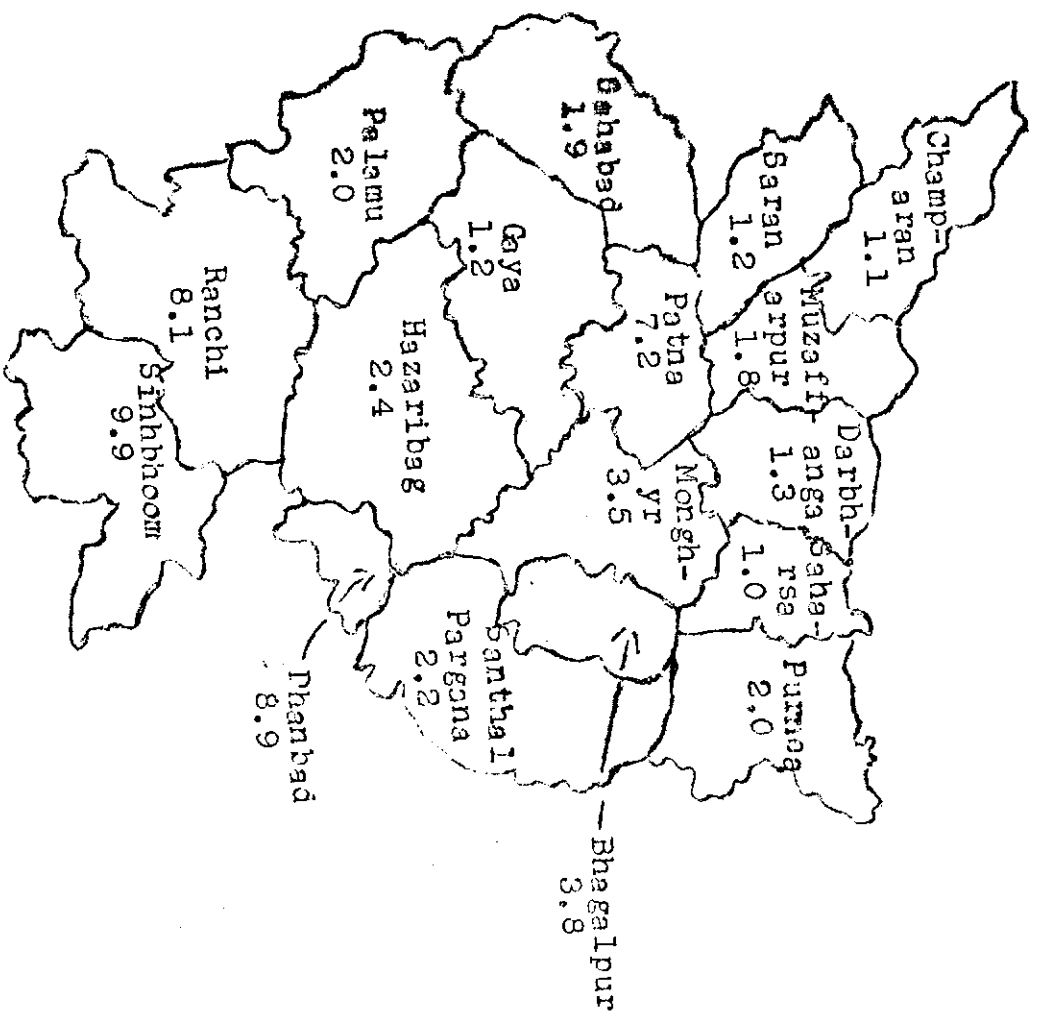 Champ-
aran
1.1
Saran
1.2
Muzaff-
arpur
1.8
Darbh-
anga
1.3
Saha-
rsa
1.0
Purnea
2.0
Sahabad
1.9
Patna
7.2
Mongh-
yr
3.5
Bhagalpur
3.8
Gaya
1.2
Santhal
Pargana
2.2
Palamu
2.0
Hazaribag
2.4
Dhanbad
8.9
Ranchi
8.1
Sinhbhoom
9.9